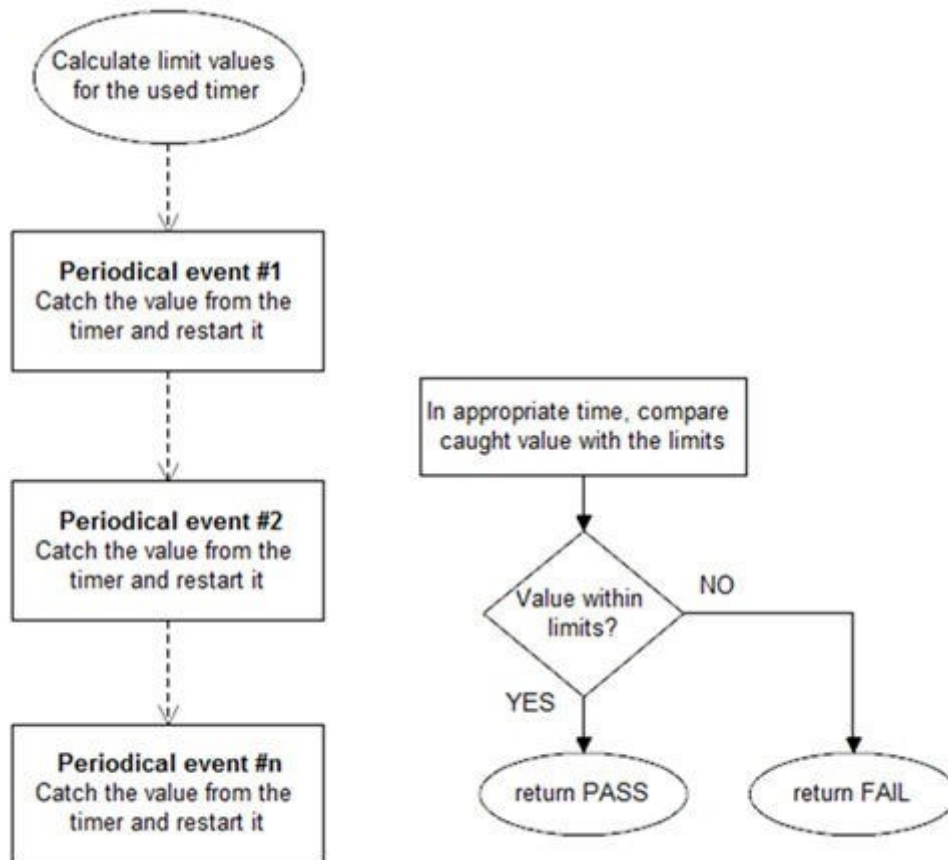 Calculate limit values
for the used timer
Periodical event #1
Catch the value from the
timer and restart it
Periodical event #2
Catch the value from the
timer and restart it
Periodical event #n
Catch the value from the
timer and restart it
In appropriate time, compare
caught value with the limits
Value within
limits?
NO
YES
return PASS
return FAIL